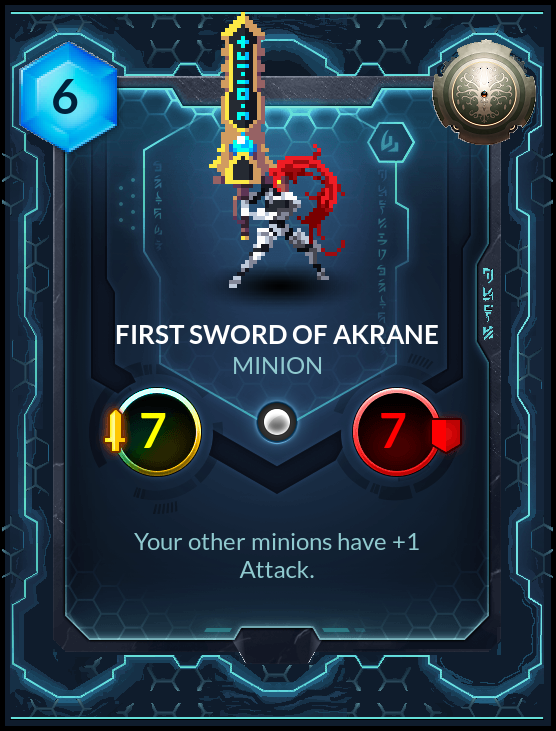 6
FIRST SWORD OF AKRANE
MINION
7
7
Your other minions have +1
Attack.